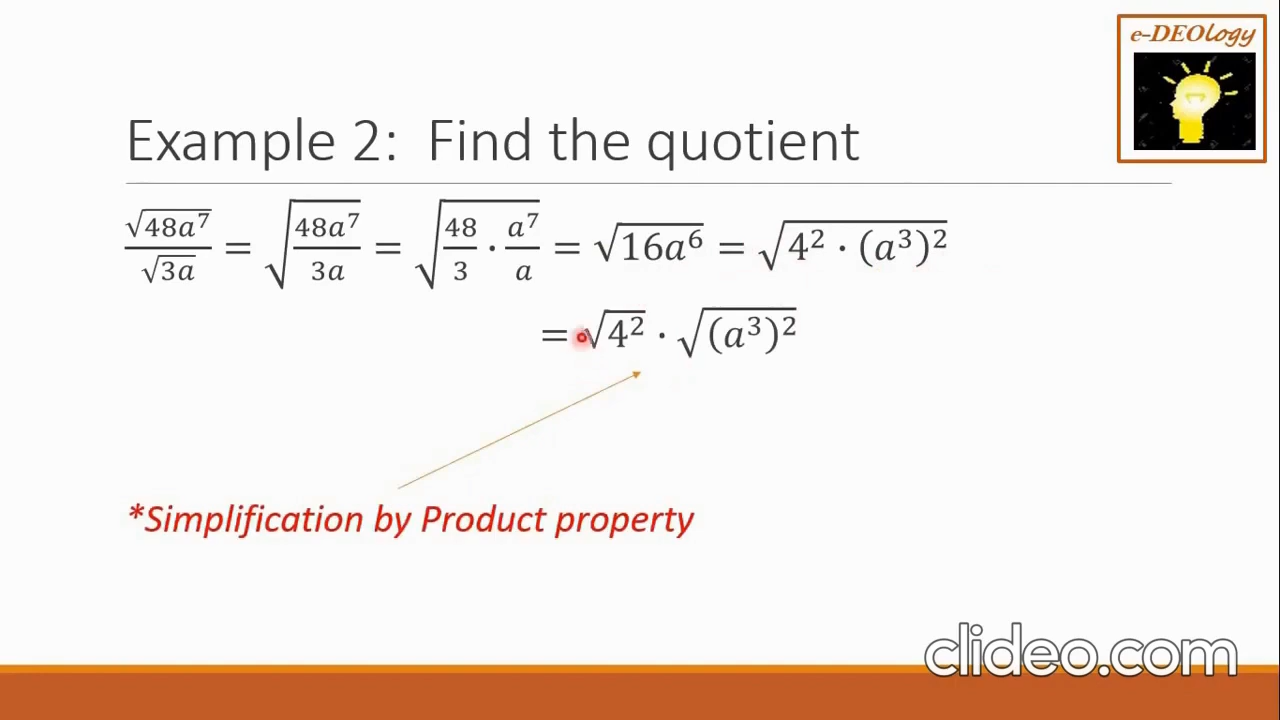 e-DEOlogy
Example 2: Find the quotient
√48a⁷/√3a = √(48a⁷/3a) = √(48/3 · a⁷/a) = √16a⁶ = √4² · (a³)²
= √4² · √(a³)²
*Simplification by Product property
clideo.com